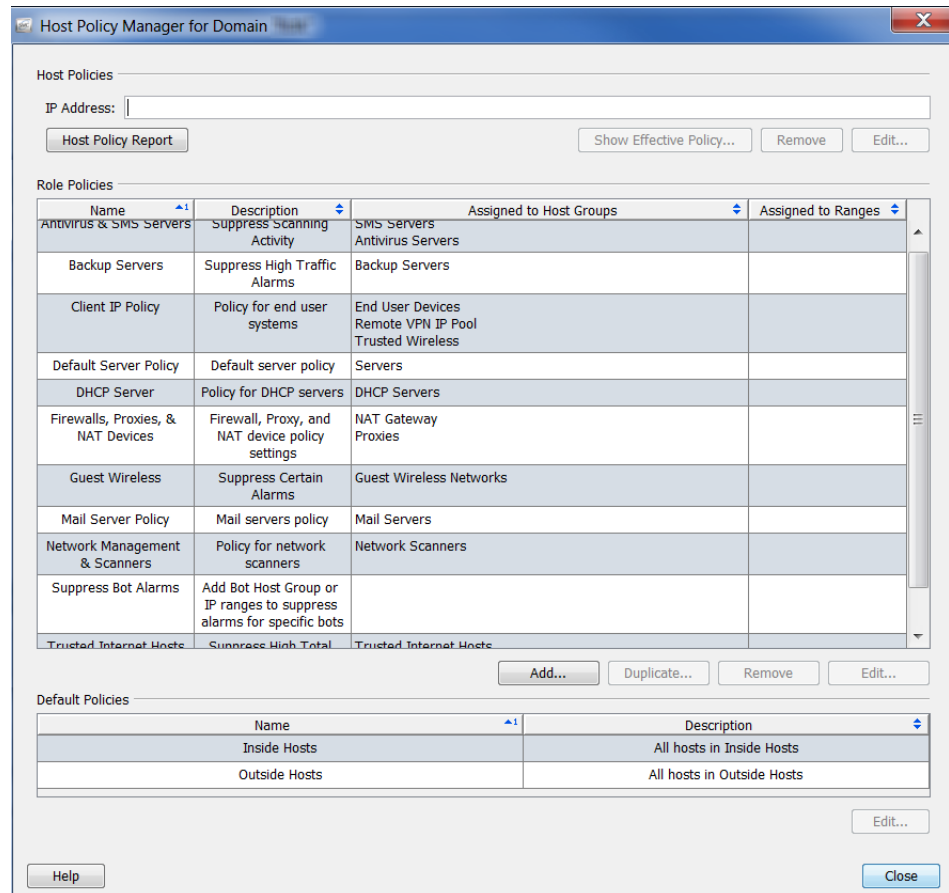 Host Policy Manager for Domain
Host Policies
IP Address:
Host Policy Report
Show Effective Policy...
Remove
Edit...
Role Policies
Name 1
Description
Assigned to Host Groups
Assigned to Ranges
Antivirus & SMS Servers
Suppress Scanning
Activity
SMS Servers
Antivirus Servers
Backup Servers
Suppress High Traffic
Alarms
Backup Servers
Client IP Policy
Policy for end user
systems
End User Devices
Remote VPN IP Pool
Trusted Wireless
Default Server Policy
Default server policy
Servers
DHCP Server
Policy for DHCP servers
DHCP Servers
Firewalls, Proxies, &
NAT Devices
Firewall, Proxy, and
NAT device policy
settings
NAT Gateway
Proxies
Guest Wireless
Suppress Certain
Alarms
Guest Wireless Networks
Mail Server Policy
Mail servers policy
Mail Servers
Network Management
& Scanners
Policy for network
scanners
Network Scanners
Suppress Bot Alarms
Add Bot Host Group or
IP ranges to suppress
alarms for specific bots
Trusted Internet Hosts
Suppress High Total
Trusted Internet Hosts
Add...
Duplicate...
Remove
Edit...
Default Policies
Name 1
Description
Inside Hosts
All hosts in Inside Hosts
Outside Hosts
All hosts in Outside Hosts
Edit...
Help
Close